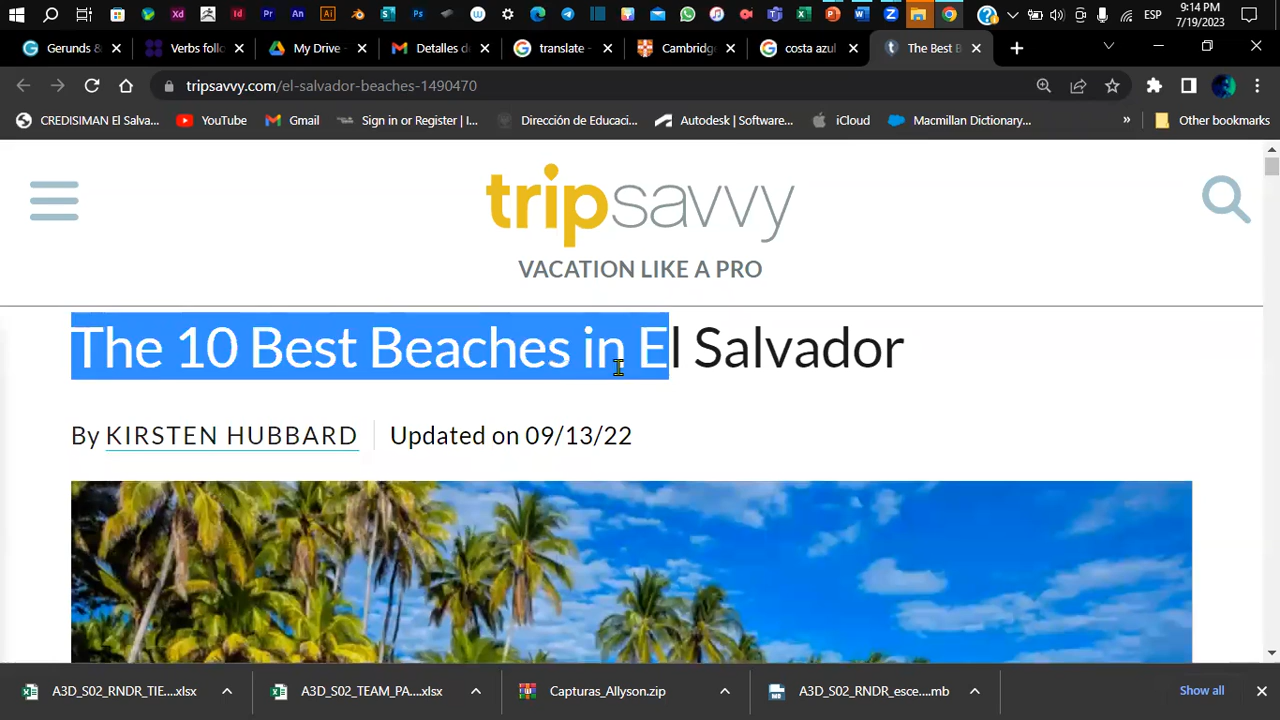 9:14 PM
ESP
7/19/2023
Gerunds &
Verbs follo
My Drive -
Detalles de
translate -
Cambridge
costa azul
The Best B
tripsavvy.com/el-salvador-beaches-1490470
CREDISIMAN El Salva...
YouTube
Gmail
Sign in or Register | I...
Dirección de Educaci...
Autodesk | Software...
iCloud
Macmillan Dictionary...
»
Other bookmarks
tripsavvy
VACATION LIKE A PRO
The 10 Best Beaches in El Salvador
By KIRSTEN HUBBARD
Updated on 09/13/22
A3D_S02_RNDR_TIE....xlsx
A3D_S02_TEAM_PA....xlsx
Capturas_Allyson.zip
A3D_S02_RNDR_esce....mb
Show all